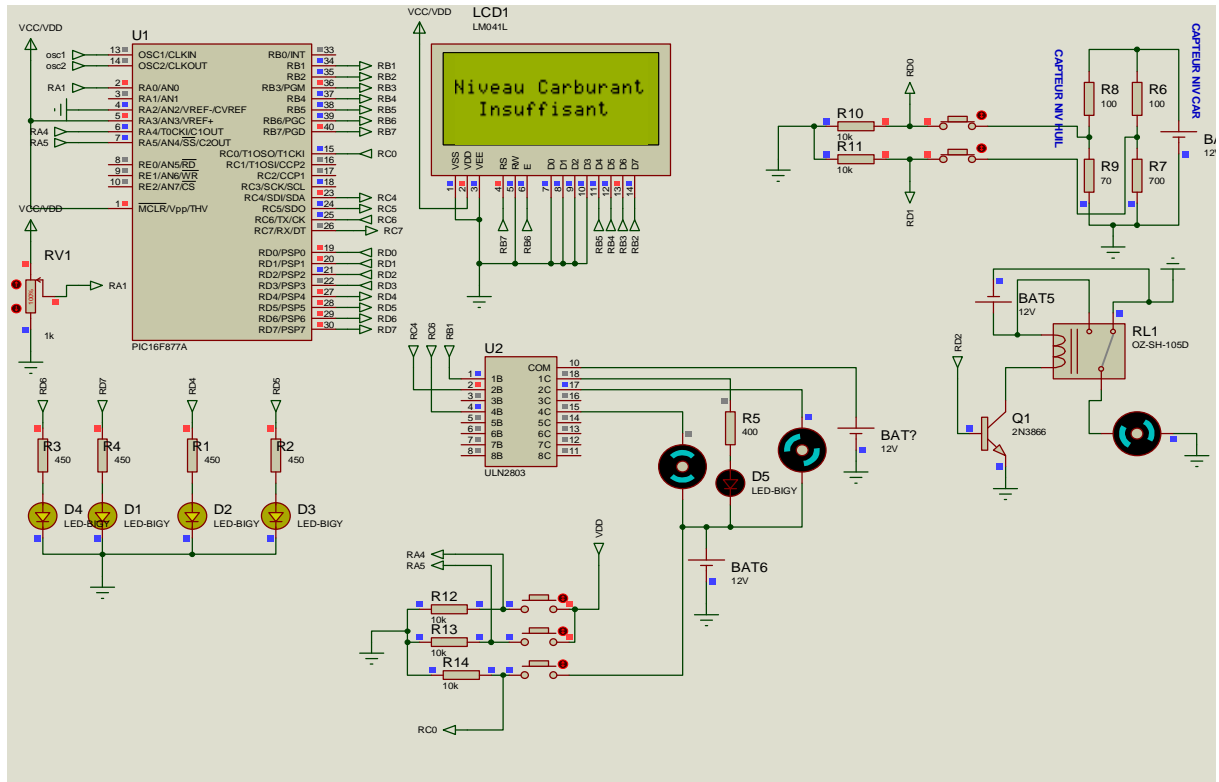 VCC/VDD
U1
osc1
13
OSC1/CLKIN
osc2
14
OSC2/CLKOUT
RA1
2
RA0/AN0
3
RA1/AN1
4
RA2/AN2/VREF-/CVREF
5
RA3/AN3/VREF+
RA4
6
RA4/T0CKI/C1OUT
RA5
7
RA5/AN4/SS/C2OUT
8
RE0/AN5/RD
9
RE1/AN6/WR
10
RE2/AN7/CS
1
MCLR/Vpp/THV
RB0/INT
33
RB1
34
RB1
RB2
35
RB2
RB3/PGM
36
RB3
RB4
37
RB4
RB5
38
RB5
RB6/PGC
39
RB6
RB7/PGD
40
RB7
RC0/T1OSO/T1CKI
15
RC0
RC1/T1OSI/CCP2
16
RC2/CCP1
17
RC3/SCK/SCL
18
RC4/SDI/SDA
23
RC4
RC5/SDO
24
RC5
RC6/TX/CK
25
RC6
RC7/RX/DT
26
RC7
RD0/PSP0
19
RD0
RD1/PSP1
20
RD1
RD2/PSP2
21
RD2
RD3/PSP3
22
RD3
RD4/PSP4
27
RD4
RD5/PSP5
28
RD5
RD6/PSP6
29
RD6
RD7/PSP7
30
RD7
PIC16F877A
VCC/VDD
RV1
100%
RA1
1k
VCC/VDD
LCD1
LM041L
Niveau Carburant
Insuffisant
VSS
VDD
VEE
RS
RW
E
D0
D1
D2
D3
D4
D5
D6
D7
1
2
3
4
5
6
7
8
9
10
11
12
13
14
RB7
RB6
RB5
RB4
RB3
RB2
RD0
R10
10k
R11
10k
RD1
CAPTEUR NIV HUIL
CAPTEUR NNIV CAR
R8
100
R6
100
R9
70
R7
700
BA
12V
BAT5
12V
RL1
OZ-SH-105D
RD2
Q1
2N3866
RD6
RD7
RD4
RD5
R3
450
R4
450
R1
450
R2
450
D4
LED-BIGY
D1
LED-BIGY
D2
LED-BIGY
D3
LED-BIGY
RC4
RC6
RB1
U2
1
1B
2
2B
3
3B
4
4B
5
5B
6
6B
7
7B
8
8B
COM
10
1C
18
2C
17
3C
16
4C
15
5C
14
6C
13
7C
12
8C
11
ULN2803
R5
400
D5
LED-BIGY
BAT?
12V
BAT6
12V
VDD
RA4
RA5
R12
10k
R13
10k
R14
10k
RC0